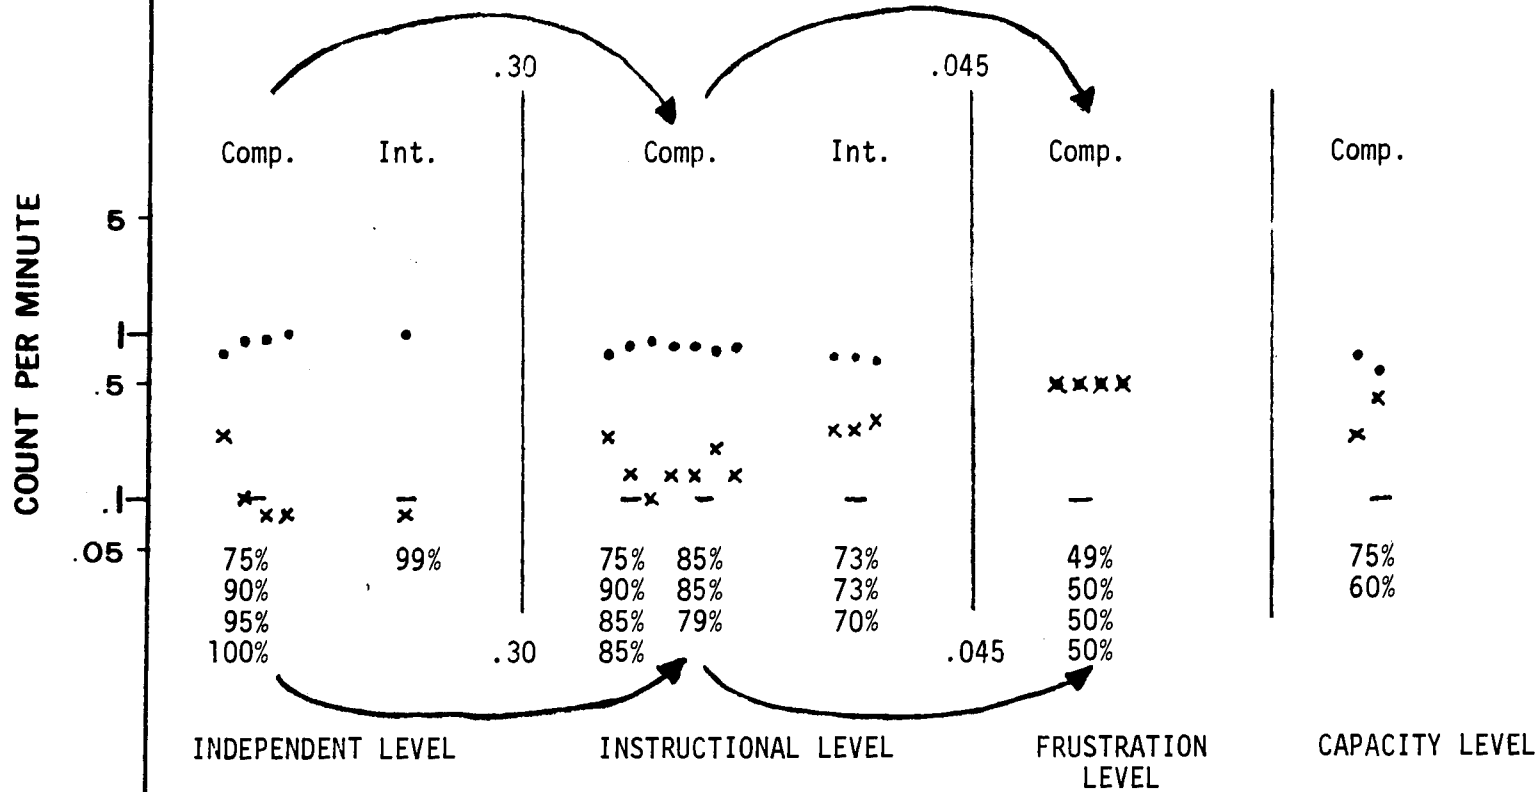 .30 .045
Comp. Int. Comp. Int. Comp. Comp.
COUNT PER MINUTE
5
1
.5
.1
.05
75% 99% 75% 85% 73% 49% 75%
90% 90% 85% 73% 50% 60%
95% 85% 79% 70% 50%
100% .30 85% .045 50%
INDEPENDENT LEVEL INSTRUCTIONAL LEVEL FRUSTRATION CAPACITY LEVEL
LEVEL